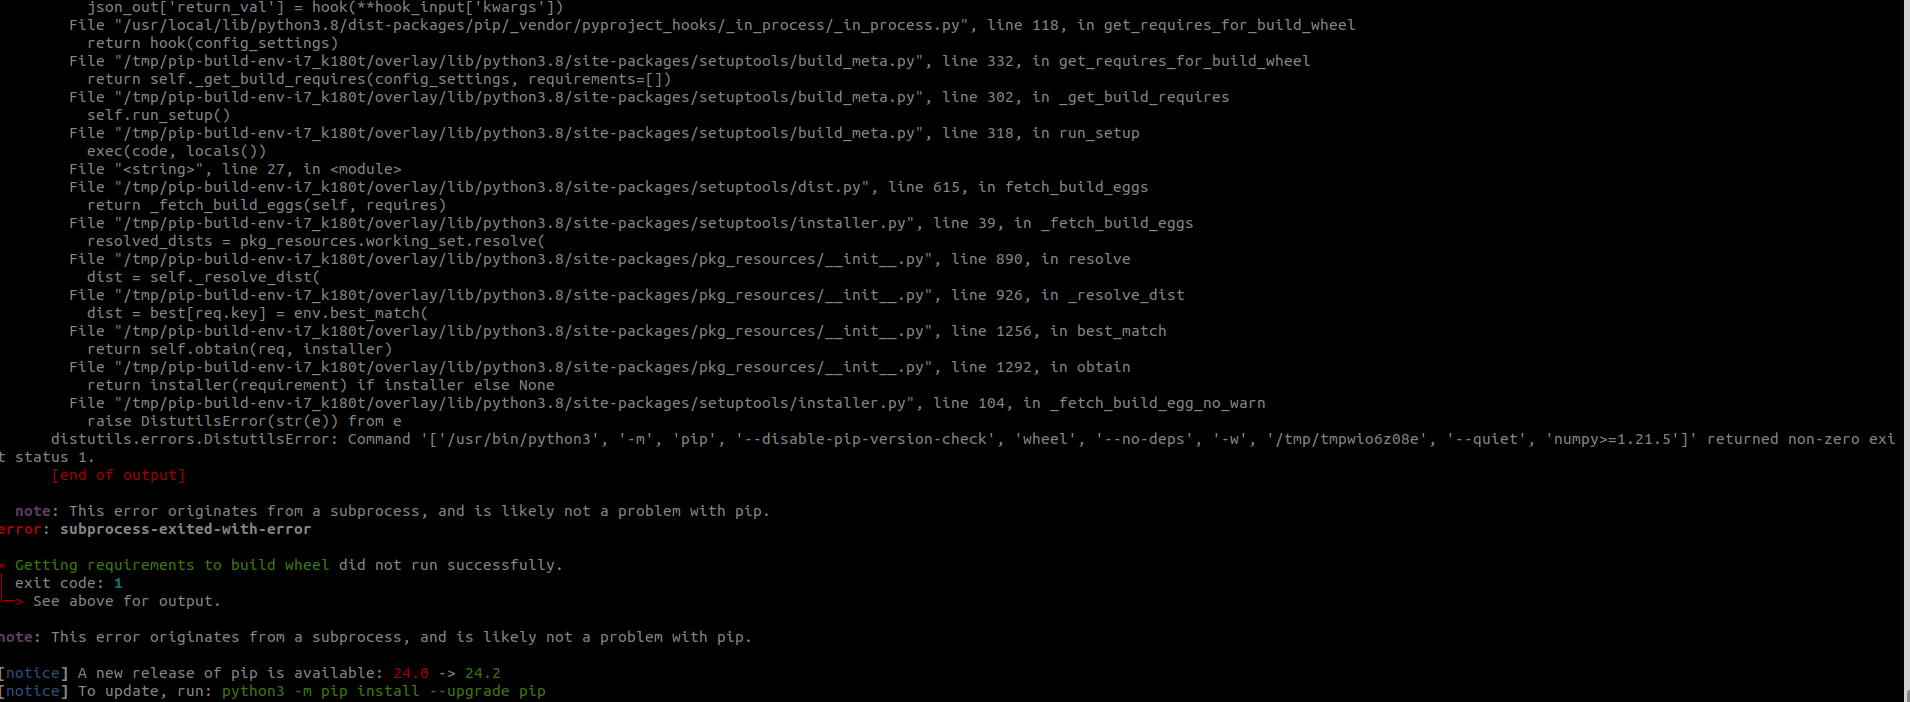 json_out['return_val'] = hook(**hook_input['kwargs'])
File "/usr/local/lib/python3.8/dist-packages/pip/_vendor/pyproject_hooks/_in_process/_in_process.py", line 118, in get_requires_for_build_wheel
return hook(config_settings)
File "/tmp/pip-build-env-i7_k180t/overlay/lib/python3.8/site-packages/setuptools/build_meta.py", line 332, in get_requires_for_build_wheel
return self._get_build_requires(config_settings, requirements=[])
File "/tmp/pip-build-env-i7_k180t/overlay/lib/python3.8/site-packages/setuptools/build_meta.py", line 302, in _get_build_requires
self.run_setup()
File "/tmp/pip-build-env-i7_k180t/overlay/lib/python3.8/site-packages/setuptools/build_meta.py", line 318, in run_setup
exec(code, locals())
File "<string>", line 27, in <module>
File "/tmp/pip-build-env-i7_k180t/overlay/lib/python3.8/site-packages/setuptools/dist.py", line 615, in fetch_build_eggs
return _fetch_build_eggs(self, requires)
File "/tmp/pip-build-env-i7_k180t/overlay/lib/python3.8/site-packages/setuptools/installer.py", line 39, in _fetch_build_eggs
resolved_dists = pkg_resources.working_set.resolve(
File "/tmp/pip-build-env-i7_k180t/overlay/lib/python3.8/site-packages/pkg_resources/__init__.py", line 890, in resolve
dist = self._resolve_dist(
File "/tmp/pip-build-env-i7_k180t/overlay/lib/python3.8/site-packages/pkg_resources/__init__.py", line 926, in _resolve_dist
dist = best[req.key] = env.best_match(
File "/tmp/pip-build-env-i7_k180t/overlay/lib/python3.8/site-packages/pkg_resources/__init__.py", line 1256, in best_match
return self.obtain(req, installer)
File "/tmp/pip-build-env-i7_k180t/overlay/lib/python3.8/site-packages/pkg_resources/__init__.py", line 1292, in obtain
return installer(requirement) if installer else None
File "/tmp/pip-build-env-i7_k180t/overlay/lib/python3.8/site-packages/setuptools/installer.py", line 104, in _fetch_build_egg_no_warn
raise DistutilsError(str(e)) from e
distutils.errors.DistutilsError: Command '['/usr/bin/python3', '-m', 'pip', '--disable-pip-version-check', 'wheel', '--no-deps', '-w', '/tmp/tmpwio6z08e', '--quiet', 'numpy>=1.21.5']' returned non-zero exi
t status 1.
[end of output]
note: This error originates from a subprocess, and is likely not a problem with pip.
error: subprocess-exited-with-error
× Getting requirements to build wheel did not run successfully.
│ exit code: 1
╰─> See above for output.
note: This error originates from a subprocess, and is likely not a problem with pip.
[notice] A new release of pip is available: 24.0 -> 24.2
[notice] To update, run: python3 -m pip install --upgrade pip